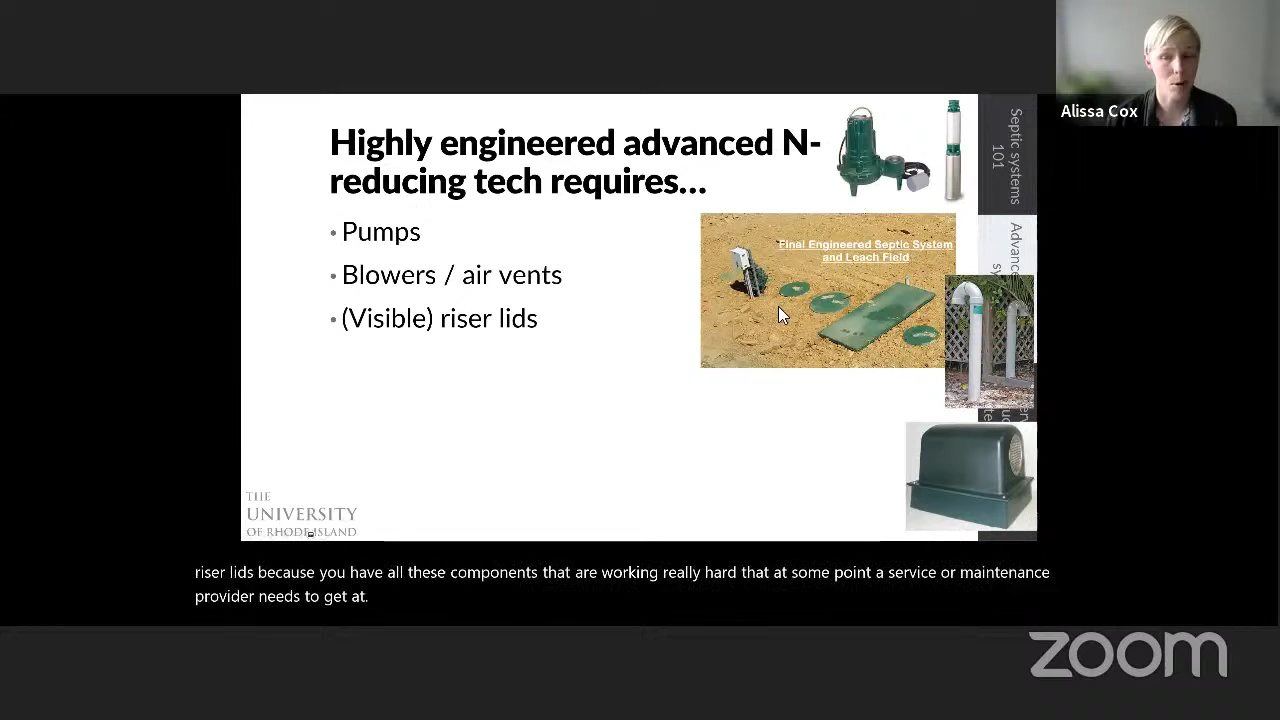 Alissa Cox
Highly engineered advanced N-
reducing tech requires...
• Pumps
• Blowers / air vents
• (Visible) riser lids
Final Engineered Septic System
and Leach Field
Septic systems
101
THE
UNIVERSITY
OF RHODE ISLAND
riser lids because you have all these components that are working really hard that at some point a service or maintenance
provider needs to get at.
zoom